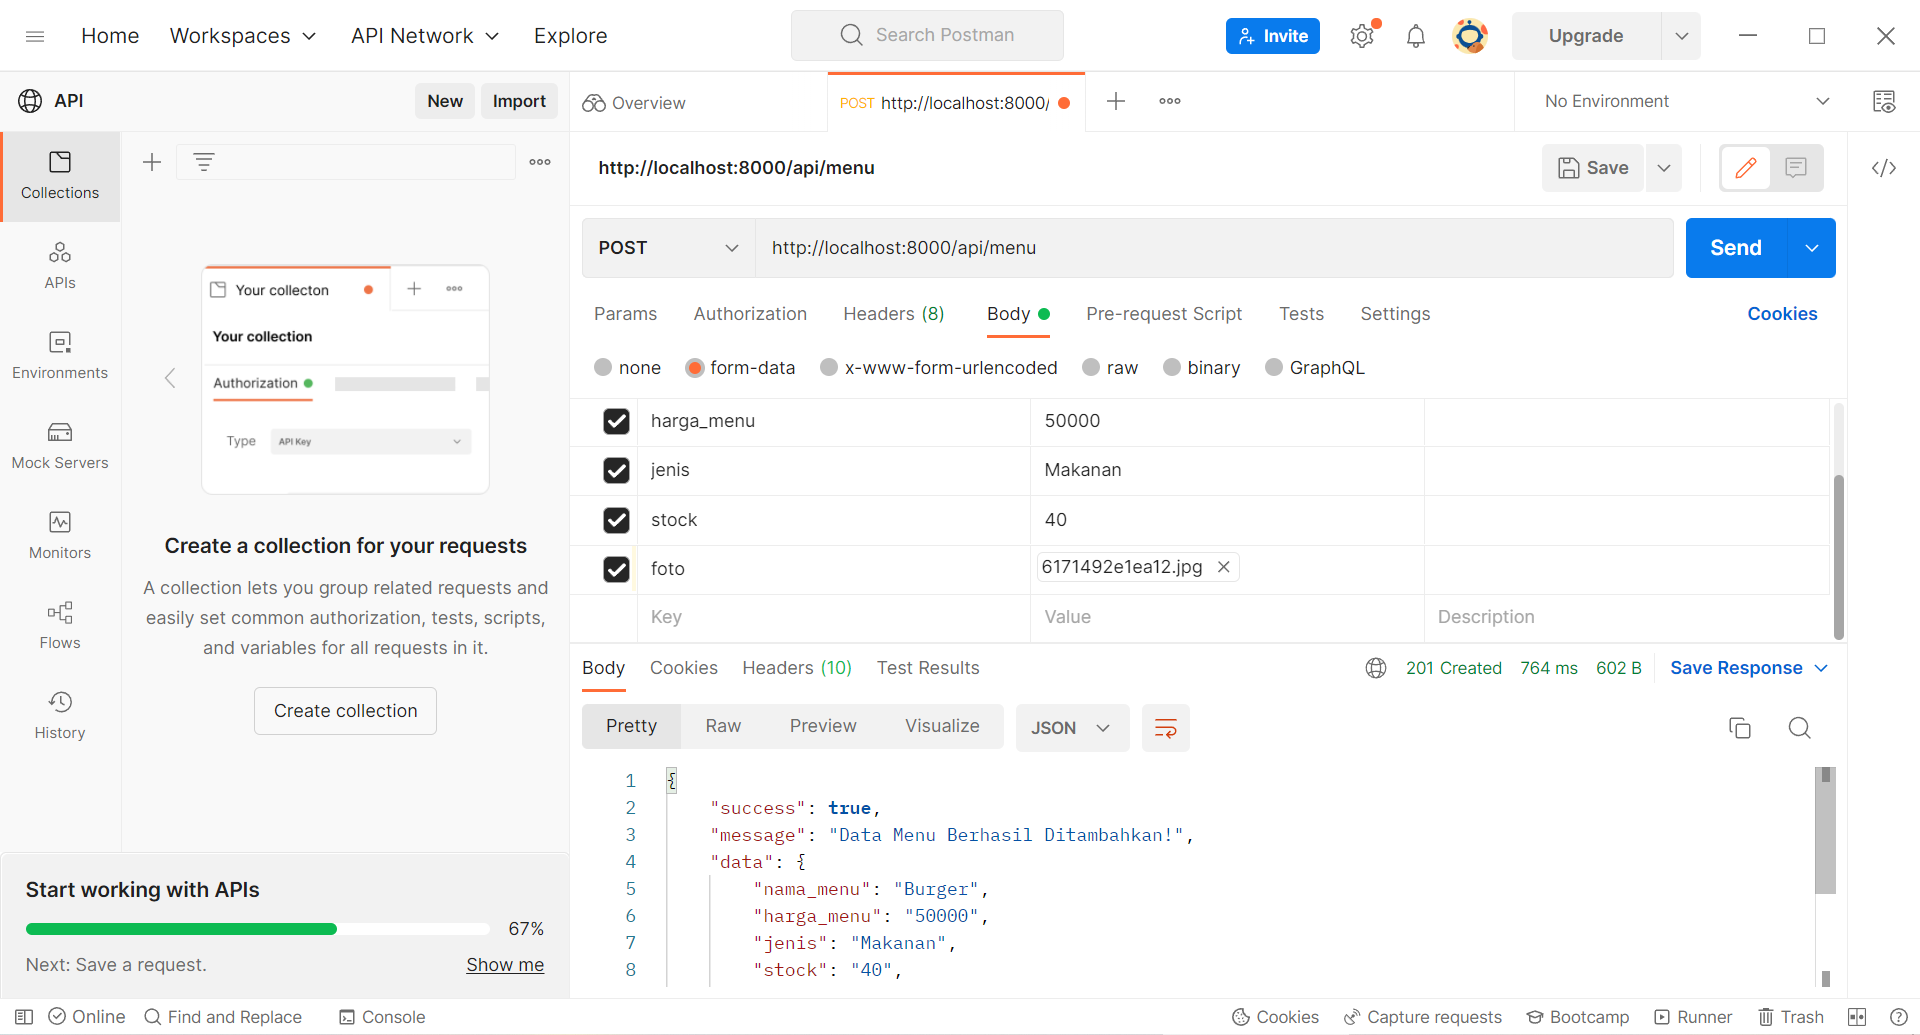 Home Workspaces API Network Explore Search Postman Invite Upgrade
API New Import Overview POST http://localhost:8000/ No Environment
Collections
APIs
Environments
Mock Servers
Monitors
Flows
History
Your collecton
Your collection
Authorization
Type API Key
Create a collection for your requests
A collection lets you group related requests and
easily set common authorization, tests, scripts,
and variables for all requests in it.
Create collection
Start working with APIs
67%
Next: Save a request. Show me
http://localhost:8000/api/menu Save
POST http://localhost:8000/api/menu Send
Params Authorization Headers (8) Body Pre-request Script Tests Settings Cookies
none form-data x-www-form-urlencoded raw binary GraphQL
harga_menu 50000
jenis Makanan
stock 40
foto 6171492e1ea12.jpg
Key Value Description
Body Cookies Headers (10) Test Results 201 Created 764 ms 602 B Save Response
Pretty Raw Preview Visualize JSON
1 {
2 "success": true,
3 "message": "Data Menu Berhasil Ditambahkan!",
4 "data": {
5 "nama_menu": "Burger",
6 "harga_menu": "50000",
7 "jenis": "Makanan",
8 "stock": "40",
Online Find and Replace Console Cookies Capture requests Bootcamp Runner Trash